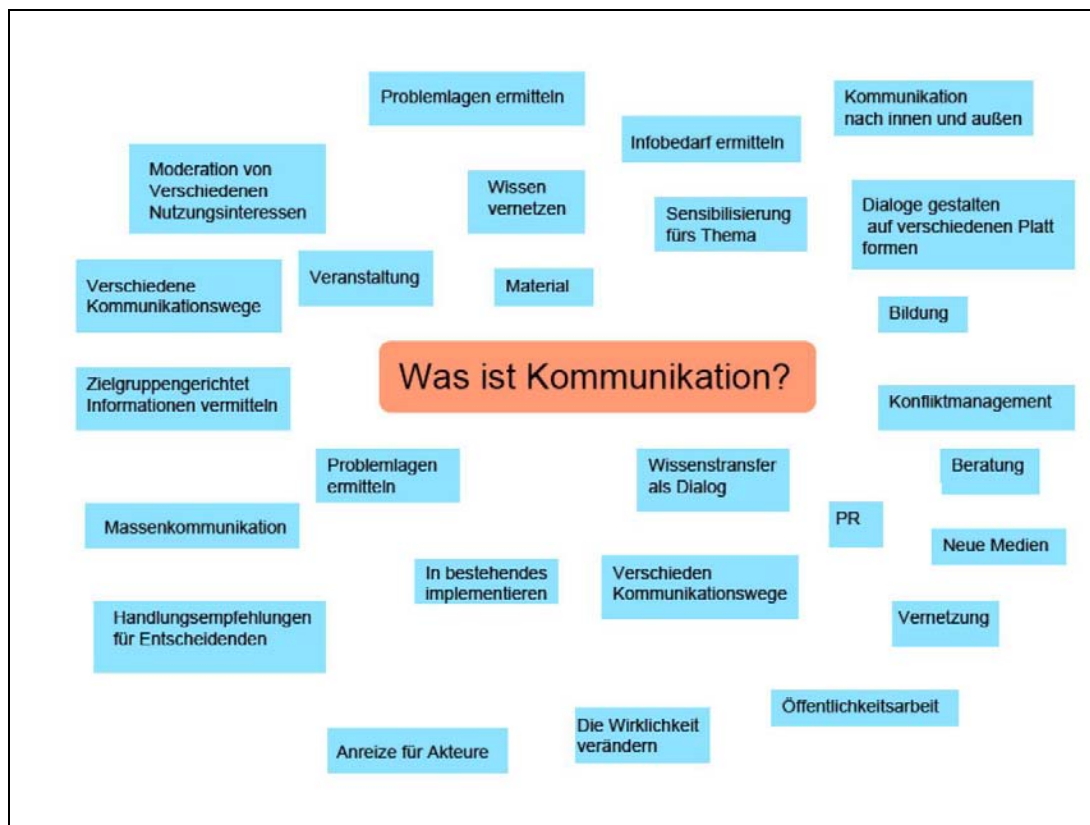 Problemlagen ermitteln
Kommunikation
nach innen und außen
Infobedarf ermitteln
Moderation von
Verschiedenen
Nutzungsinteressen
Wissen
vernetzen
Sensibilisierung
fürs Thema
Dialoge gestalten
auf verschiedenen Platt
formen
Verschiedene
Kommunikationswege
Veranstaltung
Material
Bildung
Was ist Kommunikation?
Zielgruppengerichtet
Informationen vermitteln
Konfliktmanagement
Problemlagen
ermitteln
Wissenstransfer
als Dialog
Beratung
Massenkommunikation
PR
Neue Medien
In bestehendes
implementieren
Verschieden
Kommunikationswege
Handlungsempfehlungen
für Entscheidenden
Vernetzung
Öffentlichkeitsarbeit
Die Wirklichkeit
verändern
Anreize für Akteure